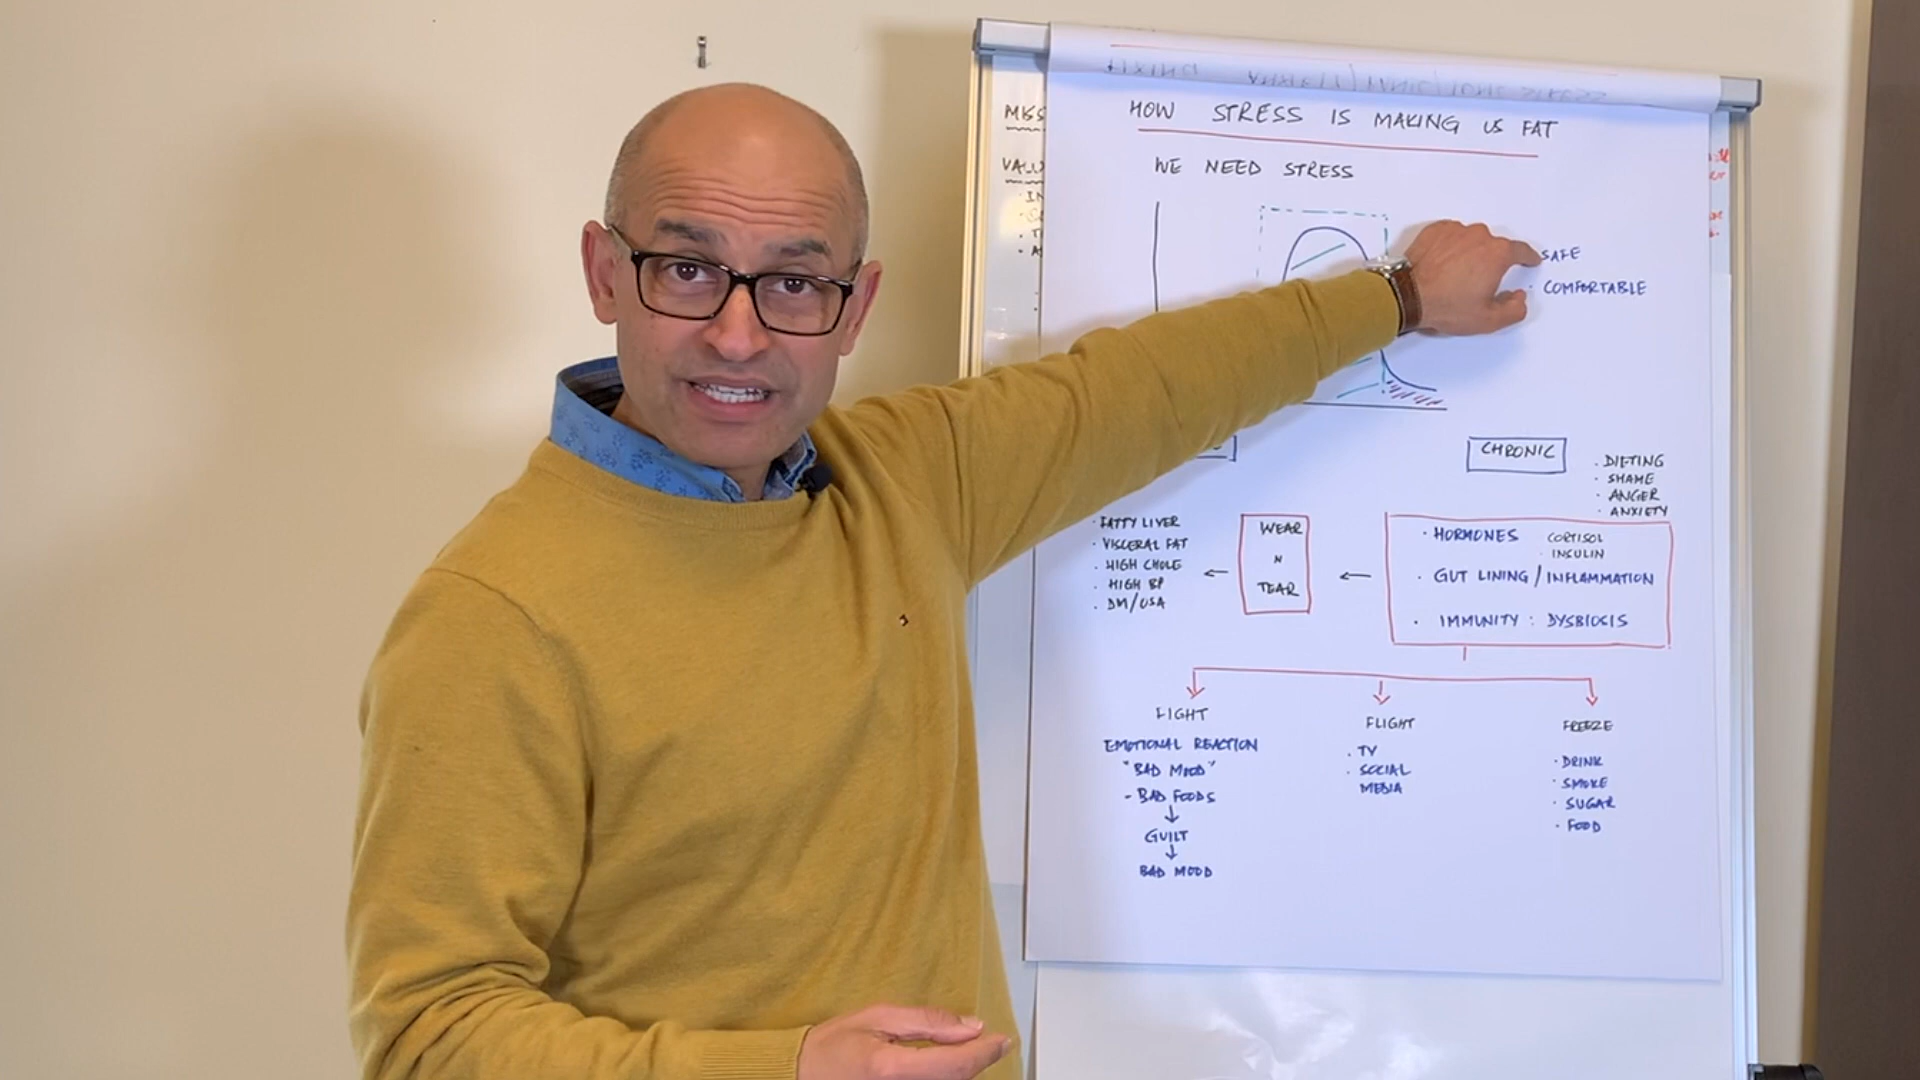 HOW STRESS IS MAKING US FAT
WE NEED STRESS
SAFE
· COMFORTABLE
CHRONIC
· DIETING
· SHAME
· ANGER
· ANXIETY
· FATTY LIVER
· VISCERAL FAT
· HIGH CHOLE
· HIGH BP
· DM/USA
WEAR
N
TEAR
· HORMONES CORTISOL
· INSULIN
· GUT LINING / INFLAMMATION
· IMMUNITY : DYSBIOSIS
FIGHT
EMOTIONAL REACTION
"BAD MOOD"
- BAD FOODS
GUILT
BAD MOOD
FLIGHT
· TV
· SOCIAL
MEDIA
FREEZE
· DRINK
· SMOKE
· SUGAR
· FOOD